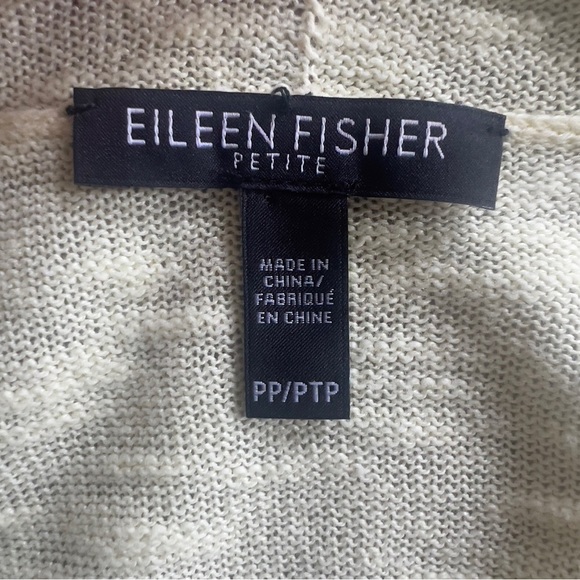 EILEEN FISHER
PETITE
MADE IN
CHINA/
FABRIQUÉ
EN CHINE
PP/PTP